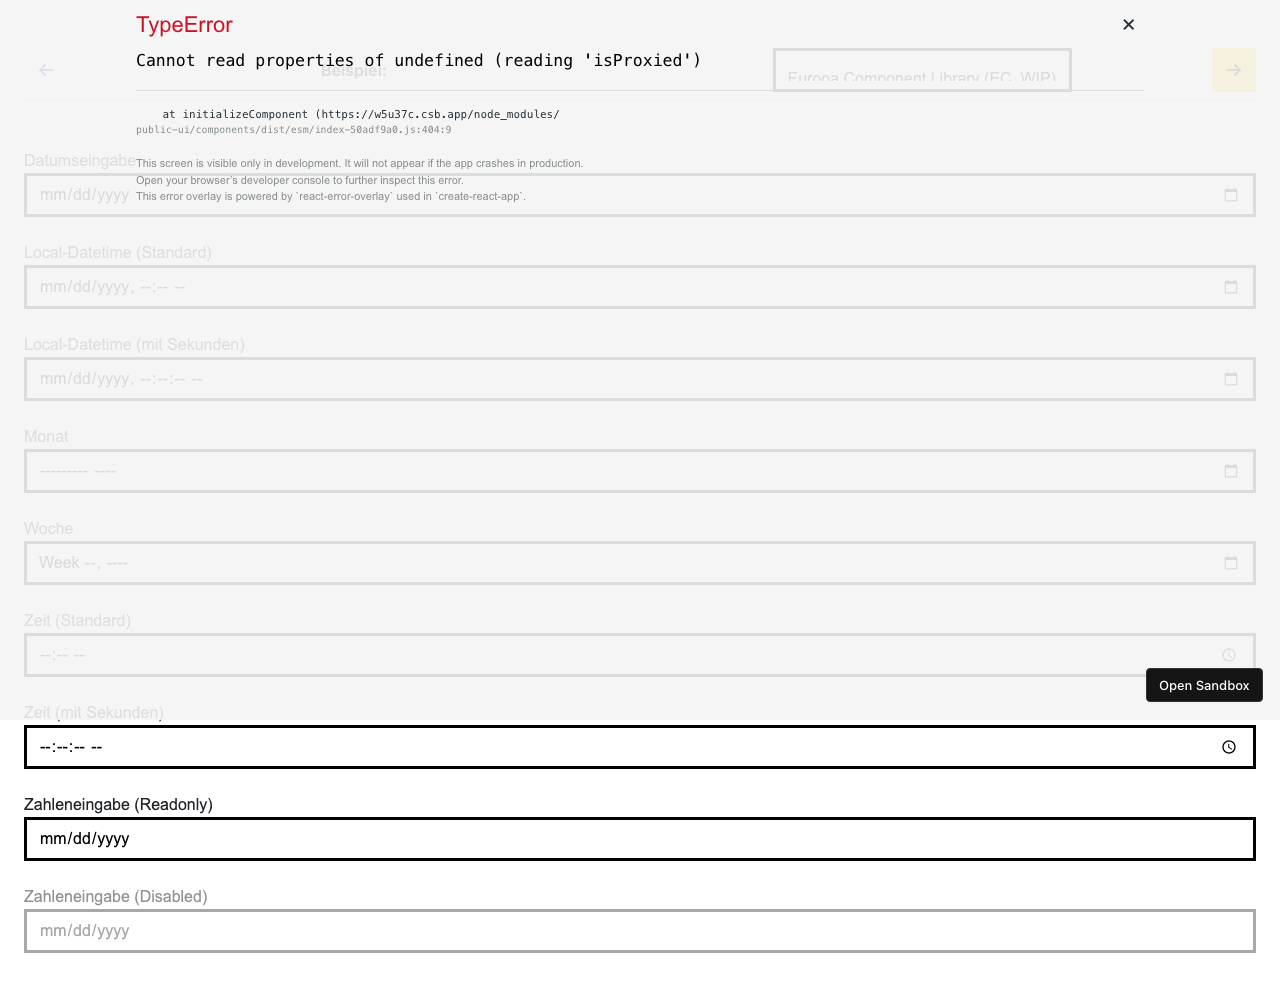 TypeError
Cannot read properties of undefined (reading 'isProxied')
Beispiel:
Europa Component Library (EC, WIP)
at initializeComponent (https://w5u37c.csb.app/node_modules/
public-ui/components/dist/esm/index-50adf9a0.js:404:9
Datumseingabe
This screen is visible only in development. It will not appear if the app crashes in production.
Open your browser's developer console to further inspect this error.
mm/dd/yyyy
This error overlay is powered by `react-error-overlay` used in `create-react-app`.
Local-Datetime (Standard)
mm/dd/yyyy, --:-- --
Local-Datetime (mit Sekunden)
mm/dd/yyyy, --:--:-- --
Monat
--------- ----
Woche
Week --, ----
Zeit (Standard)
--:-- --
Open Sandbox
Zeit (mit Sekunden)
--:--:-- --
Zahleneingabe (Readonly)
mm/dd/yyyy
Zahleneingabe (Disabled)
mm/dd/yyyy